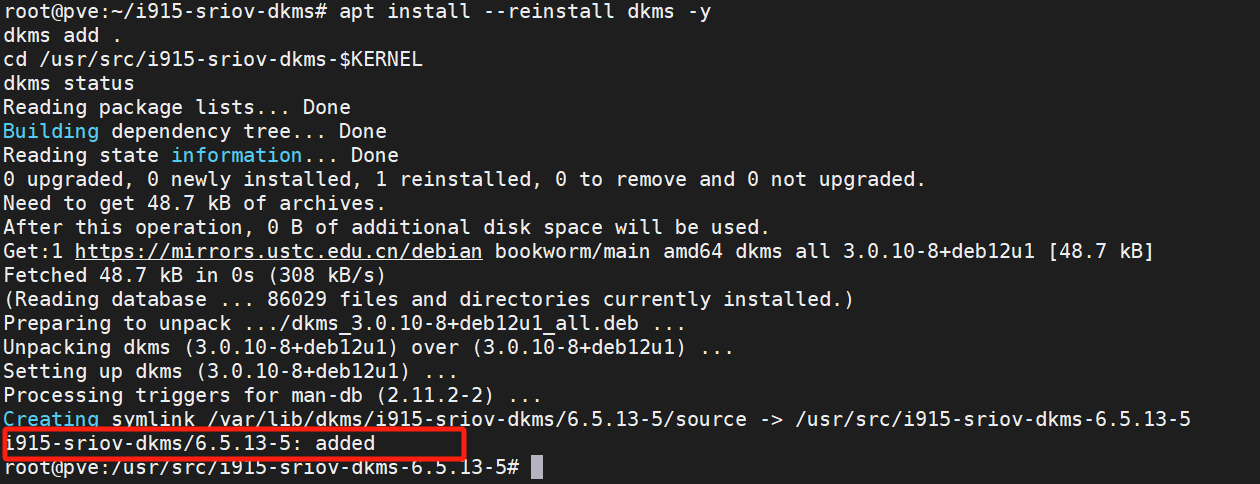 root@pve:~/i915-sriov-dkms# apt install --reinstall dkms -y
dkms add .
cd /usr/src/i915-sriov-dkms-$KERNEL
dkms status
Reading package lists... Done
Building dependency tree... Done
Reading state information... Done
0 upgraded, 0 newly installed, 1 reinstalled, 0 to remove and 0 not upgraded.
Need to get 48.7 kB of archives.
After this operation, 0 B of additional disk space will be used.
Get:1 https://mirrors.ustc.edu.cn/debian bookworm/main amd64 dkms all 3.0.10-8+deb12u1 [48.7 kB]
Fetched 48.7 kB in 0s (308 kB/s)
(Reading database ... 86029 files and directories currently installed.)
Preparing to unpack .../dkms_3.0.10-8+deb12u1_all.deb ...
Unpacking dkms (3.0.10-8+deb12u1) over (3.0.10-8+deb12u1) ...
Setting up dkms (3.0.10-8+deb12u1) ...
Processing triggers for man-db (2.11.2-2) ...
Creating symlink /var/lib/dkms/i915-sriov-dkms/6.5.13-5/source -> /usr/src/i915-sriov-dkms-6.5.13-5
i915-sriov-dkms/6.5.13-5: added
root@pve:/usr/src/i915-sriov-dkms-6.5.13-5#